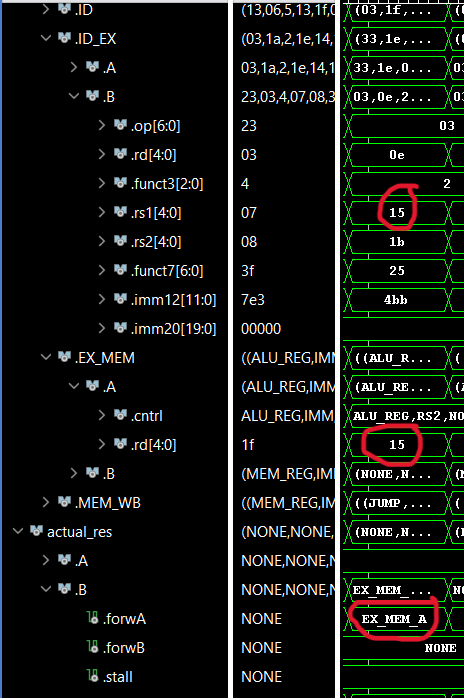 .ID (13,06,5,13,1f,0 (03,1f,...
.ID_EX (03,1a,2,1e,14, (33,1e,...
.A 03,1a,2,1e,14,1 33,1e,0... 03
.B 23,03,4,07,08,3 03,0e,2... 03
.op[6:0] 23 03
.rd[4:0] 03 0e
.funct3[2:0] 4 2
.rs1[4:0] 07 15
.rs2[4:0] 08 1b
.funct7[6:0] 3f 25
.imm12[11:0] 7e3 4bb
.imm20[19:0] 00000
.EX_MEM ((ALU_REG,IMM ((ALU_R... (
.A (ALU_REG,IMM (ALU_RE...
.cntrl ALU_REG,IMM, ALU_REG,RS2,NO
.rd[4:0] 1f 15
.B (MEM_REG,IM (NONE,N...
.MEM_WB ((MEM_REG,I ((JUMP,... (
actual_res (NONE,NONE, (NONE,N...
.A NONE,NONE,N
.B NONE,NONE,N EX_MEM_... NO
.forwA NONE EX_MEM_A
.forwB NONE NONE
.stall NONE